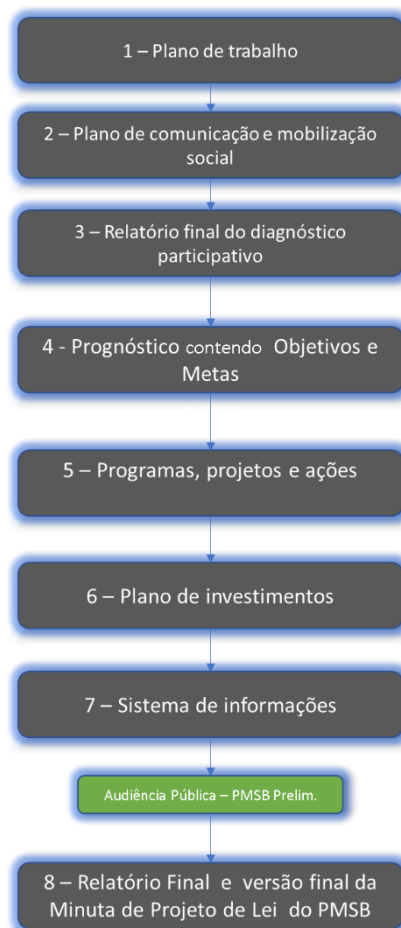 1 – Plano de trabalho
2 – Plano de comunicação e mobilização
social
3 – Relatório final do diagnóstico
participativo
4 - Prognóstico contendo Objetivos e
Metas
5 – Programas, projetos e ações
6 – Plano de investimentos
7 – Sistema de informações
Audiência Pública – PMSB Prelim.
8 – Relatório Final e versão final da
Minuta de Projeto de Lei do PMSB